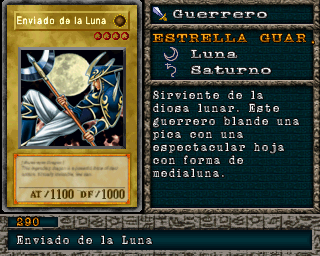 Enviado de la Luna
AT/1100 DF/1000
Guerrero
ESTRELLA GUAR.
Luna
Saturno
Sirviente de la
diosa lunar. Este
guerrero blande una
pica con una
espectacular hoja
con forma de
medialuna.
290
Enviado de la Luna